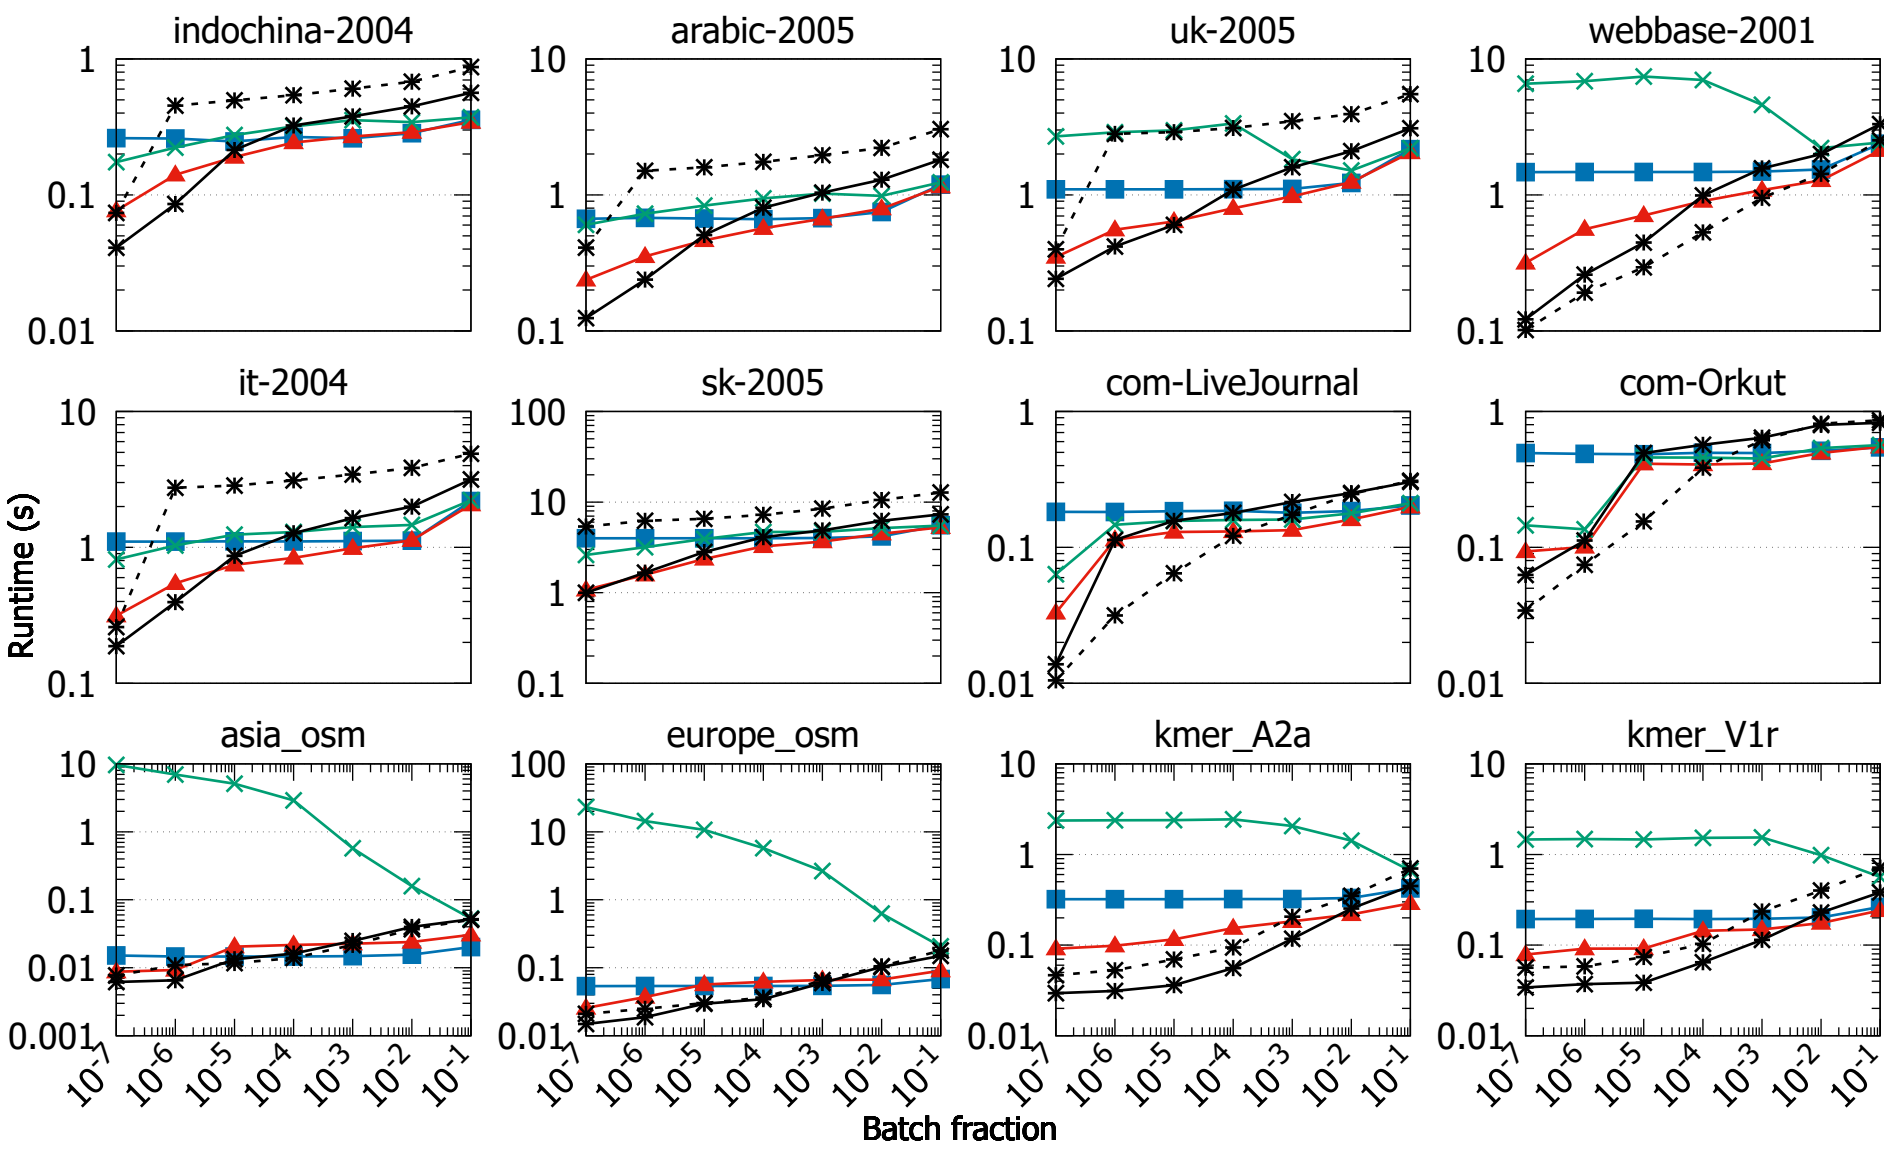 indochina-2004 arabic-2005 uk-2005 webbase-2001
1 10 10 10
0.1 1 1 1
0.01 0.1 0.1 0.1
it-2004 sk-2005 com-LiveJournal com-Orkut
10 100 1 1
10
1 0.1 0.1
1
0.1 0.1 0.01 0.01
Runtime (s)
asia_osm europe_osm kmer_A2a kmer_V1r
10 100 10 10
1 10
1 1
0.1 1
0.1 0.1
0.01 0.1
0.001 0.01 0.01 0.01
10-7 10-6 10-5 10-4 10-3 10-2 10-1 10-7 10-6 10-5 10-4 10-3 10-2 10-1 10-7 10-6 10-5 10-4 10-3 10-2 10-1 10-7 10-6 10-5 10-4 10-3 10-2 10-1
Batch fraction